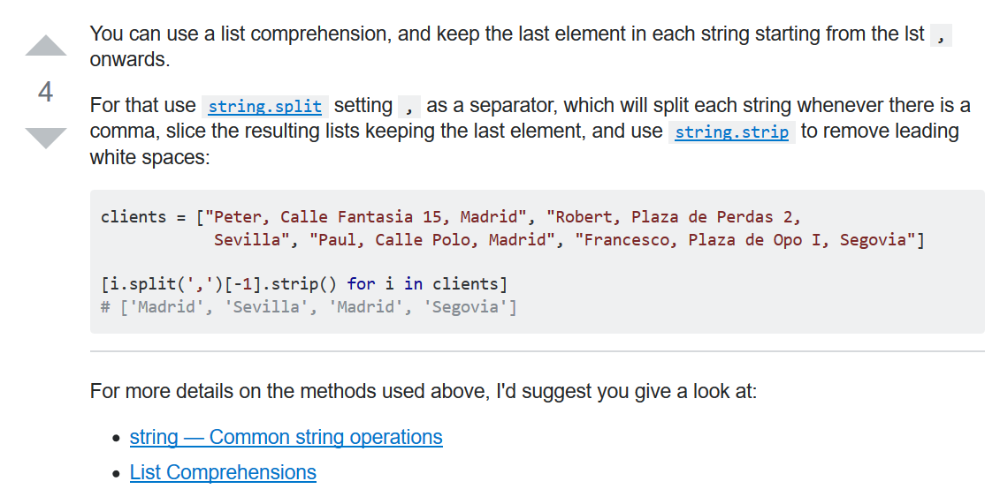 You can use a list comprehension, and keep the last element in each string starting from the lst ,
onwards.
4
For that use string.split setting , as a separator, which will split each string whenever there is a
comma, slice the resulting lists keeping the last element, and use string.strip to remove leading
white spaces:
clients = ["Peter, Calle Fantasia 15, Madrid", "Robert, Plaza de Perdas 2,
            Sevilla", "Paul, Calle Polo, Madrid", "Francesco, Plaza de Opo I, Segovia"]
[i.split(',')[-1].strip() for i in clients]
# ['Madrid', 'Sevilla', 'Madrid', 'Segovia']
For more details on the methods used above, I'd suggest you give a look at:
• string — Common string operations
• List Comprehensions